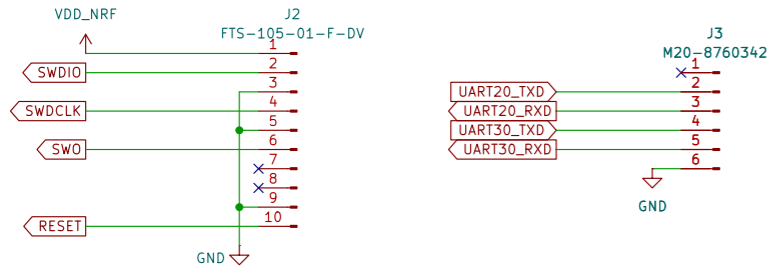 VDD_NRF
J2
FTS-105-01-F-DV
1
SWDIO
2
3
SWDCLK
4
5
SWO
6
7
8
9
RESET
10
GND
J3
M20-8760342
1
UART20_TXD
2
UART20_RXD
3
UART30_TXD
4
UART30_RXD
5
6
GND